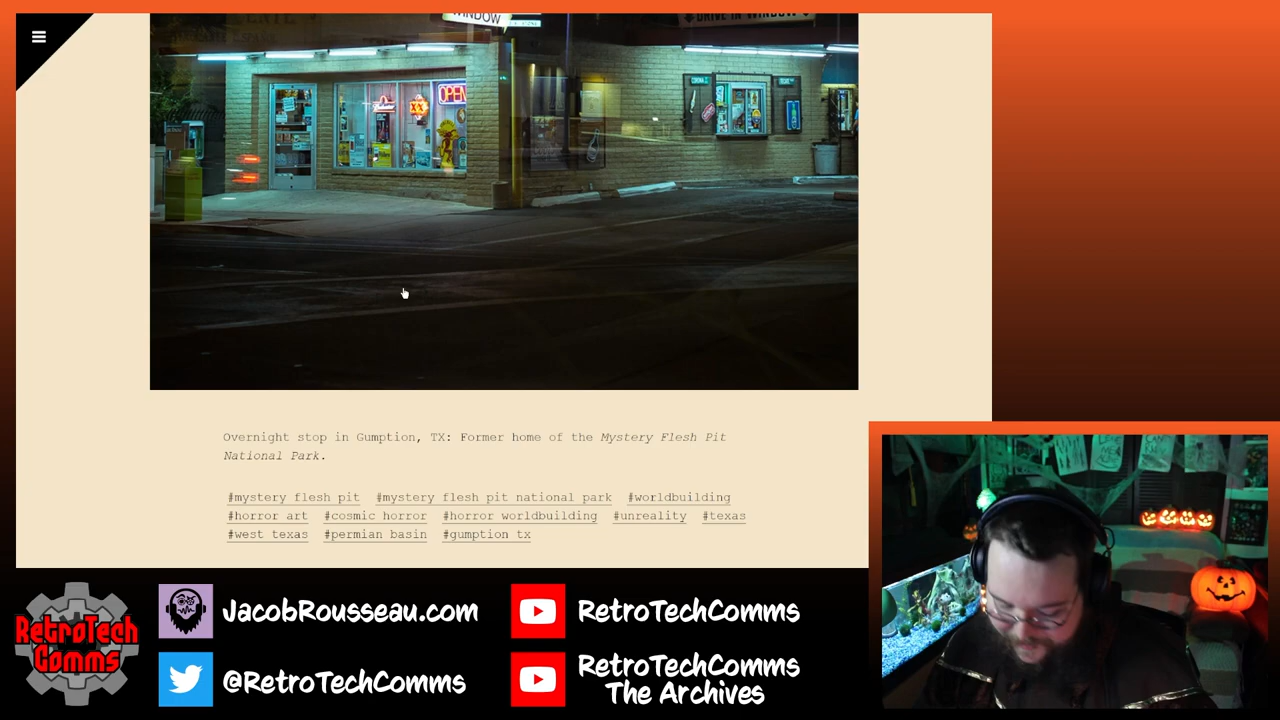 WINDOW
DRIVE IN WINDOW
OPEN
XX
Overnight stop in Gumption, TX: Former home of the Mystery Flesh Pit
National Park.
#mystery flesh pit #mystery flesh pit national park #worldbuilding
#horror art #cosmic horror #horror worldbuilding #unreality #texas
#west texas #permian basin #gumption tx
RetroTech
Comms
JacobRousseau.com
RetroTechComms
@RetroTechComms
RetroTechComms
The Archives